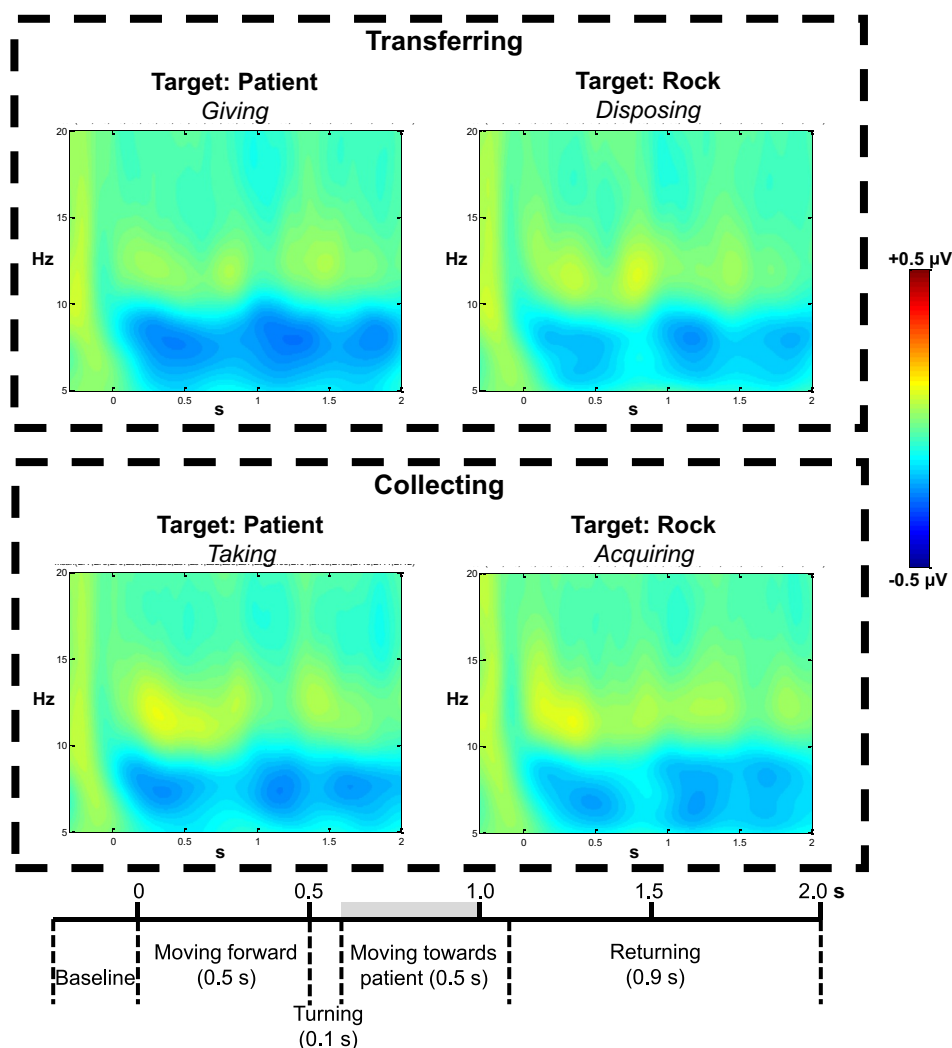 Transferring
Target: Patient
Giving
Target: Rock
Disposing
20
15
Hz
10
5
0
0.5
1
1.5
2
s
20
15
Hz
10
5
0
0.5
1
1.5
2
s
+0.5 µV
-0.5 µV
Collecting
Target: Patient
Taking
Target: Rock
Acquiring
20
15
Hz
10
5
0
0.5
1
1.5
2
s
20
15
Hz
10
5
0
0.5
1
1.5
2
s
0 0.5 1.0 1.5 2.0 s
Baseline
Moving forward
(0.5 s)
Turning
(0.1 s)
Moving towards
patient (0.5 s)
Returning
(0.9 s)